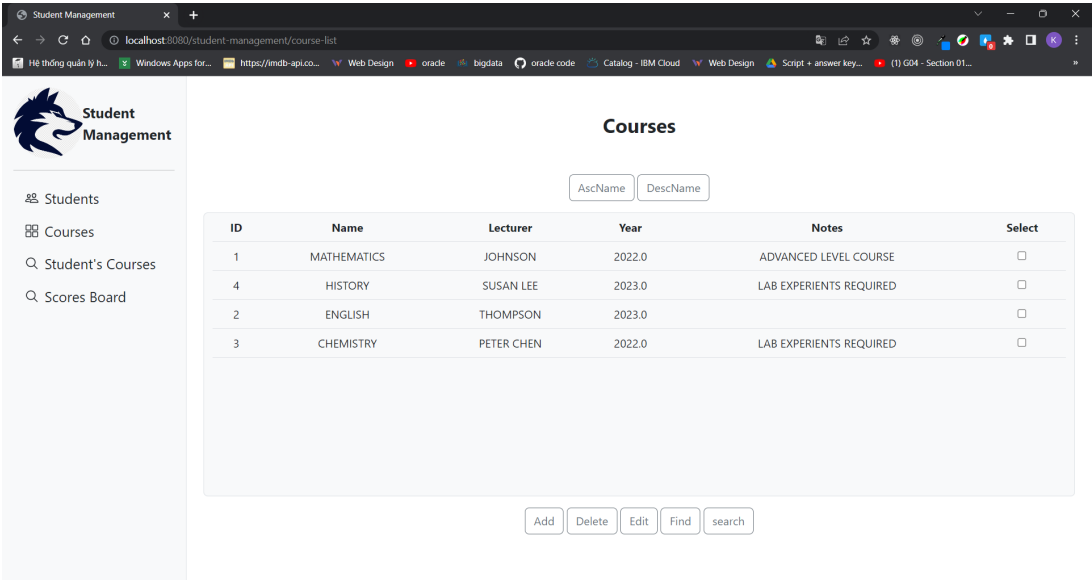 Student Management
localhost:8080/student-management/course-list
K
Hệ thống quản lý h... Windows Apps for... https://imdb-api.co... Web Design oracle bigdata oracle code Catalog - IBM Cloud Web Design Script + answer key... (1) G04 - Section 01... »
Student
Management
Students
Courses
Student's Courses
Scores Board
Courses
AscName DescName
ID Name Lecturer Year Notes Select
1 MATHEMATICS JOHNSON 2022.0 ADVANCED LEVEL COURSE
4 HISTORY SUSAN LEE 2023.0 LAB EXPERIENTS REQUIRED
2 ENGLISH THOMPSON 2023.0
3 CHEMISTRY PETER CHEN 2022.0 LAB EXPERIENTS REQUIRED
Add Delete Edit Find search